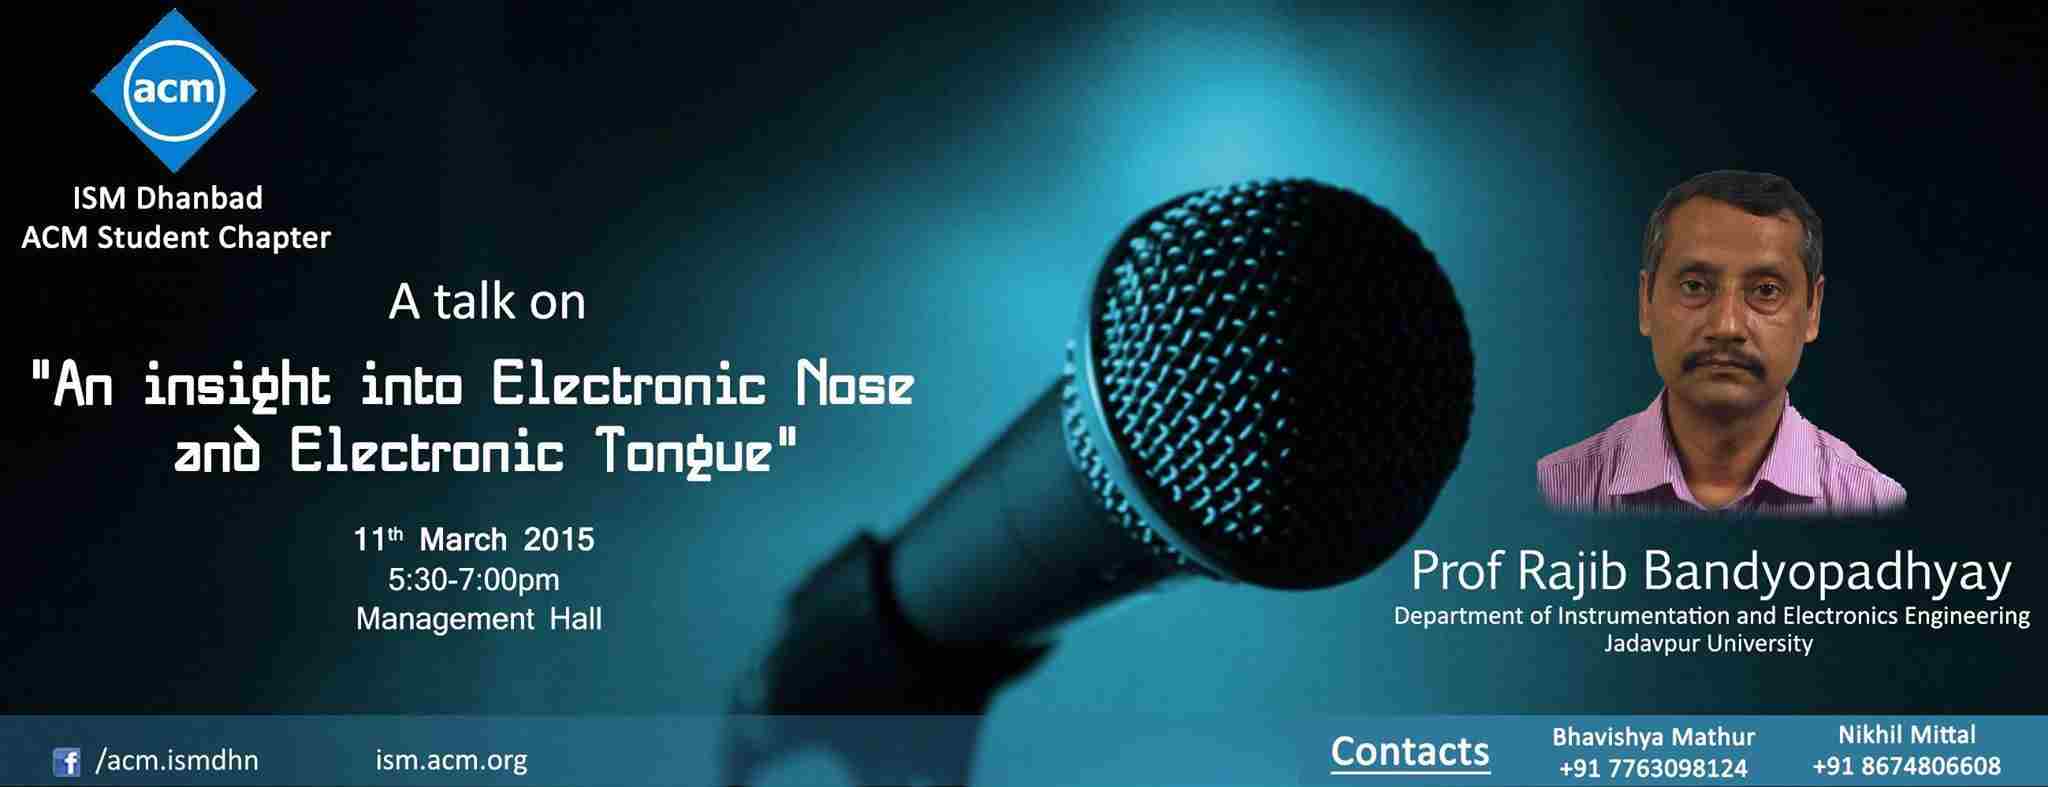 acm
ISM Dhanbad
ACM Student Chapter
A talk on
"An insight into Electronic Nose
and Electronic Tongue"
11th March 2015
5:30-7:00pm
Management Hall
Prof Rajib Bandyopadhyay
Department of Instrumentation and Electronics Engineering
Jadavpur University
f /acm.ismdhn
ism.acm.org
Contacts
Bhavishya Mathur
+91 7763098124
Nikhil Mittal
+91 8674806608